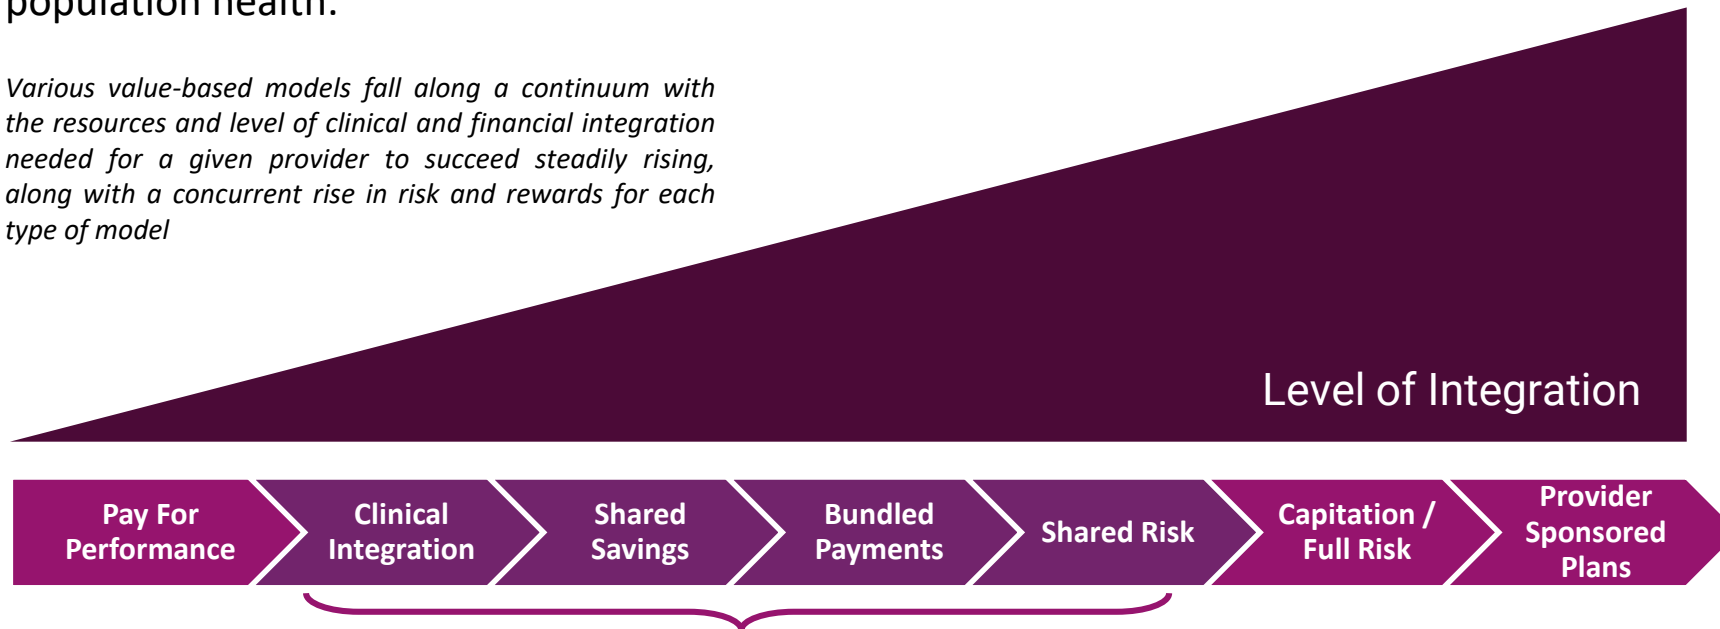 population health.
Various value-based models fall along a continuum with
the resources and level of clinical and financial integration
needed for a given provider to succeed steadily rising,
along with a concurrent rise in risk and rewards for each
type of model
Level of Integration
Pay For
Performance
Clinical
Integration
Shared
Savings
Bundled
Payments
Shared Risk
Capitation /
Full Risk
Provider
Sponsored
Plans